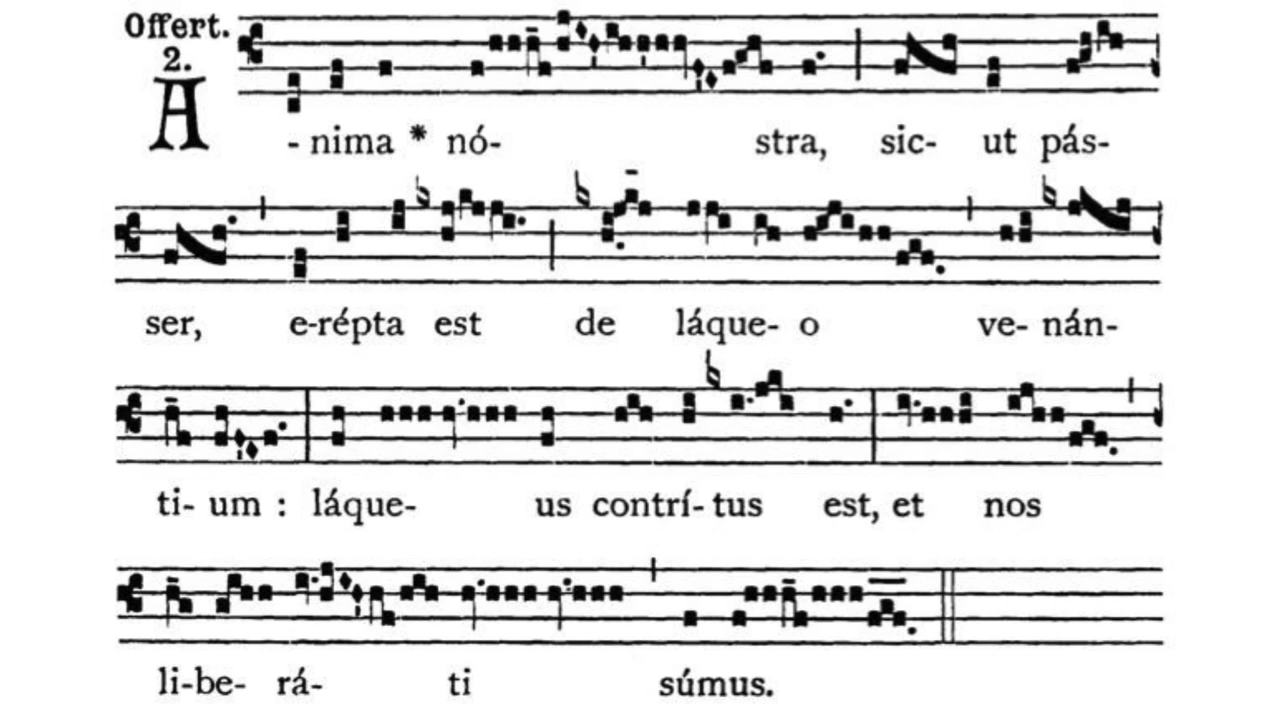 Offert.
2.
A-nima * nó- stra, sic- ut pás-
ser, e-répta est de láque- o ve- nán-
ti- um : láque- us contrí- tus est, et nos
li-be- rá- ti súmus.